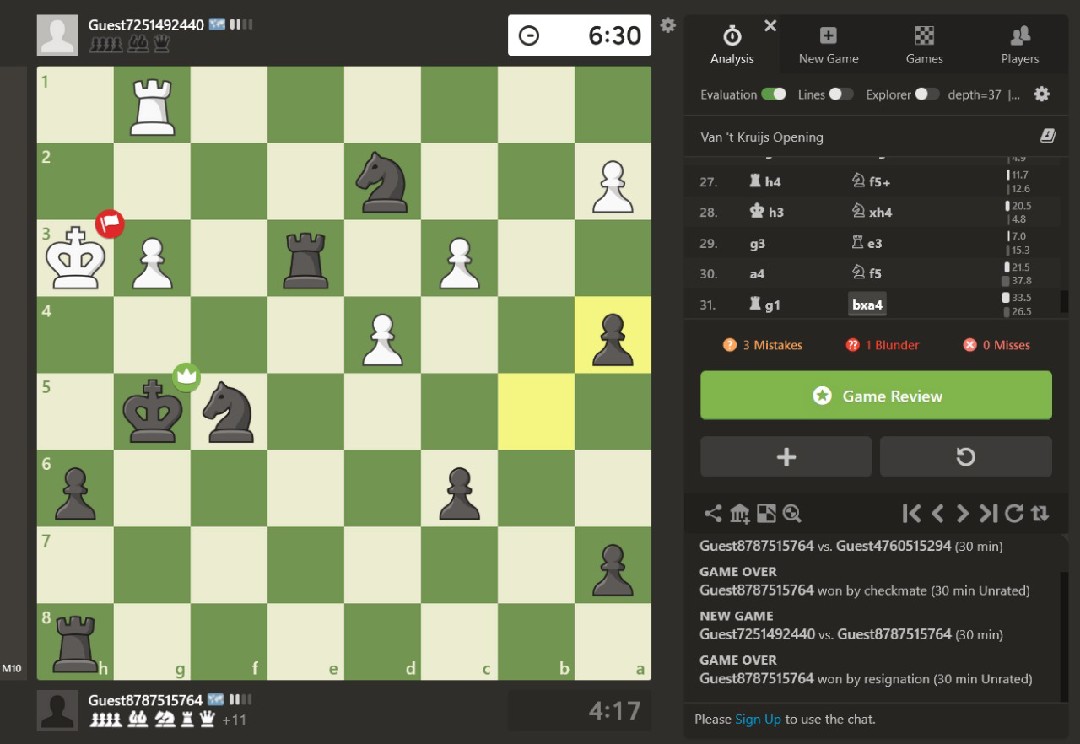 Guest7251492440
6:30
Analysis
New Game
Games
Players
Evaluation Lines Explorer depth=37 |...
Van 't Kruijs Opening
4.9
27. h4 f5+ 11.7
12.6
28. h3 xh4 20.5
4.8
29. g3 e3 7.0
15.3
30. a4 f5 21.5
37.8
31. g1 bxa4 33.5
26.5
3 Mistakes 1 Blunder 0 Misses
Game Review
Guest8787515764 vs. Guest4760515294 (30 min)
GAME OVER
Guest8787515764 won by checkmate (30 min Unrated)
NEW GAME
Guest7251492440 vs. Guest8787515764 (30 min)
GAME OVER
Guest8787515764 won by resignation (30 min Unrated)
Please Sign Up to use the chat.
1
2
3
4
5
6
7
8
h g f e d c b a
M10
Guest8787515764
+11
4:17